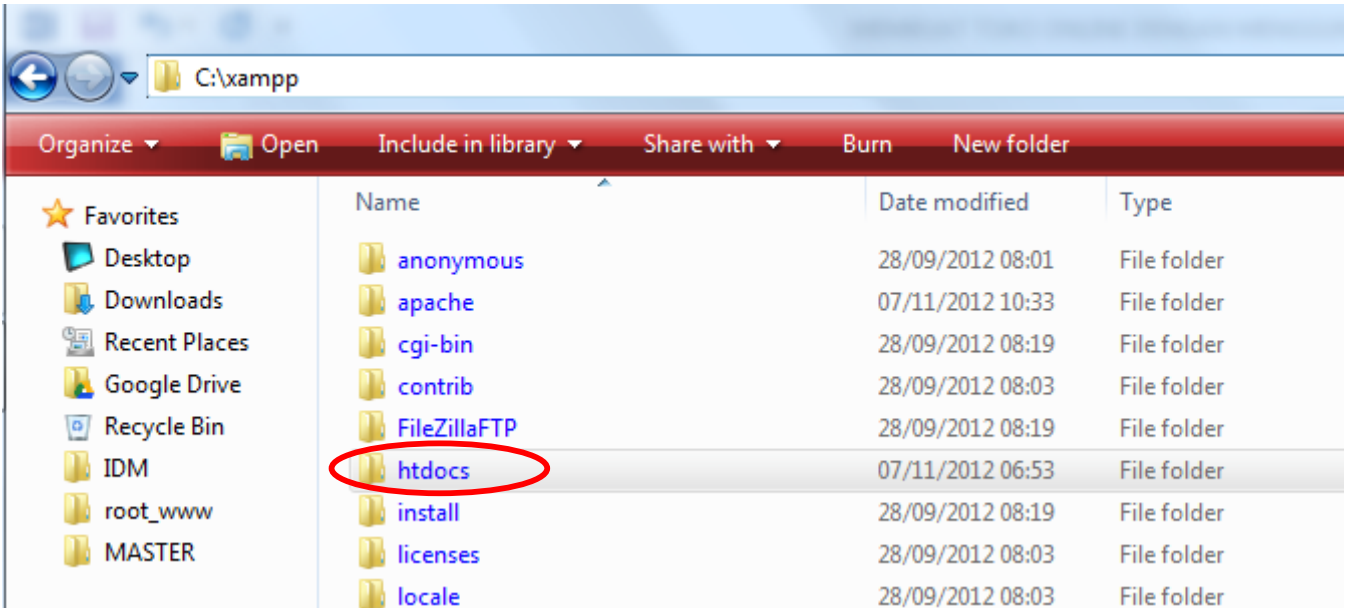 C:\xampp
Organize Open Include in library Share with Burn New folder
Favorites
Desktop
Downloads
Recent Places
Google Drive
Recycle Bin
IDM
root_www
MASTER
Name Date modified Type
anonymous 28/09/2012 08:01 File folder
apache 07/11/2012 10:33 File folder
cgi-bin 28/09/2012 08:19 File folder
contrib 28/09/2012 08:03 File folder
FileZillaFTP 28/09/2012 08:19 File folder
htdocs 07/11/2012 06:53 File folder
install 28/09/2012 08:19 File folder
licenses 28/09/2012 08:03 File folder
locale 28/09/2012 08:03 File folder